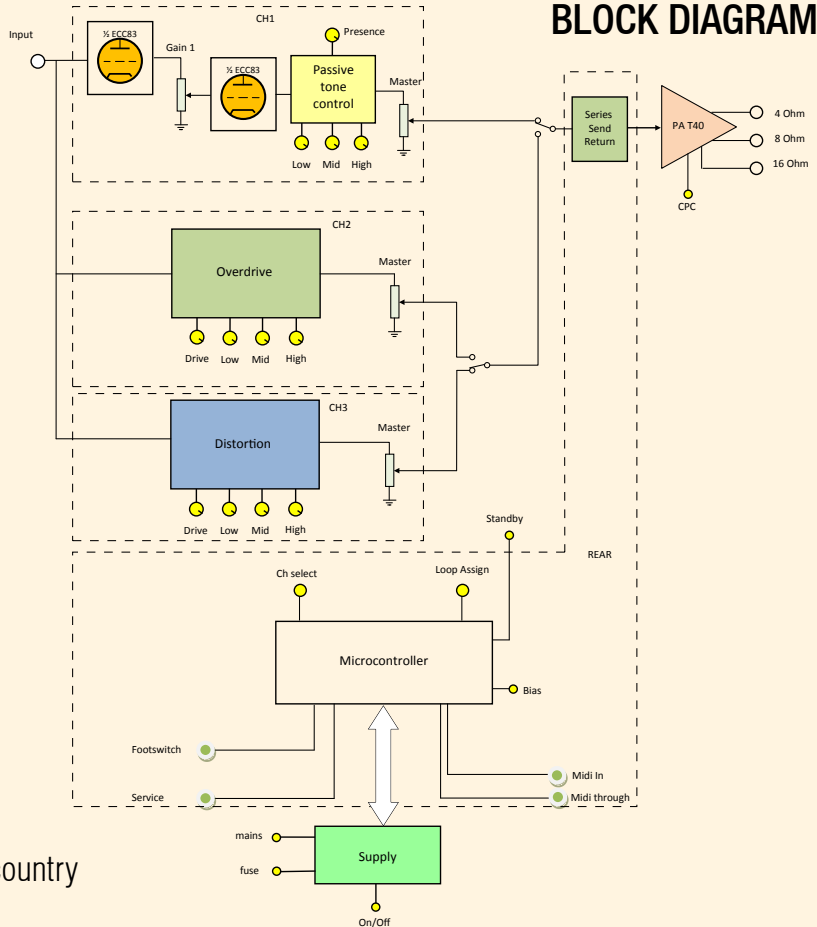 BLOCK DIAGRAM
Input
CH1
½ ECC83
Gain 1
½ ECC83
Presence
Passive
tone
control
Master
Low Mid High
Series
Send
Return
PA T40
4 Ohm
8 Ohm
16 Ohm
CPC
CH2
Overdrive
Master
Drive Low Mid High
CH3
Distortion
Master
Drive Low Mid High
Standby
REAR
Ch select
Loop Assign
Microcontroller
Bias
Footswitch
Service
Midi In
Midi through
mains
fuse
Supply
On/Off
ountry